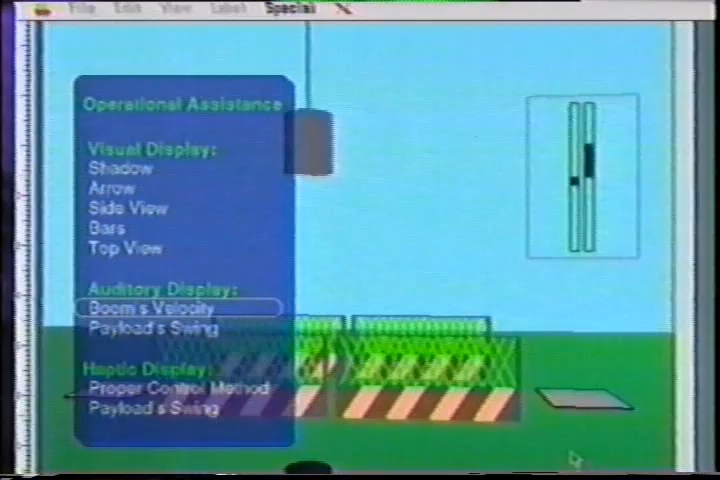 File Edit View Label Special
Operational Assistance
Visual Display:
Shadow
Arrow
Side View
Bars
Top View
Auditory Display:
Boom's Velocity
Payload's Swing
Haptic Display:
Proper Control Method
Payload's Swing